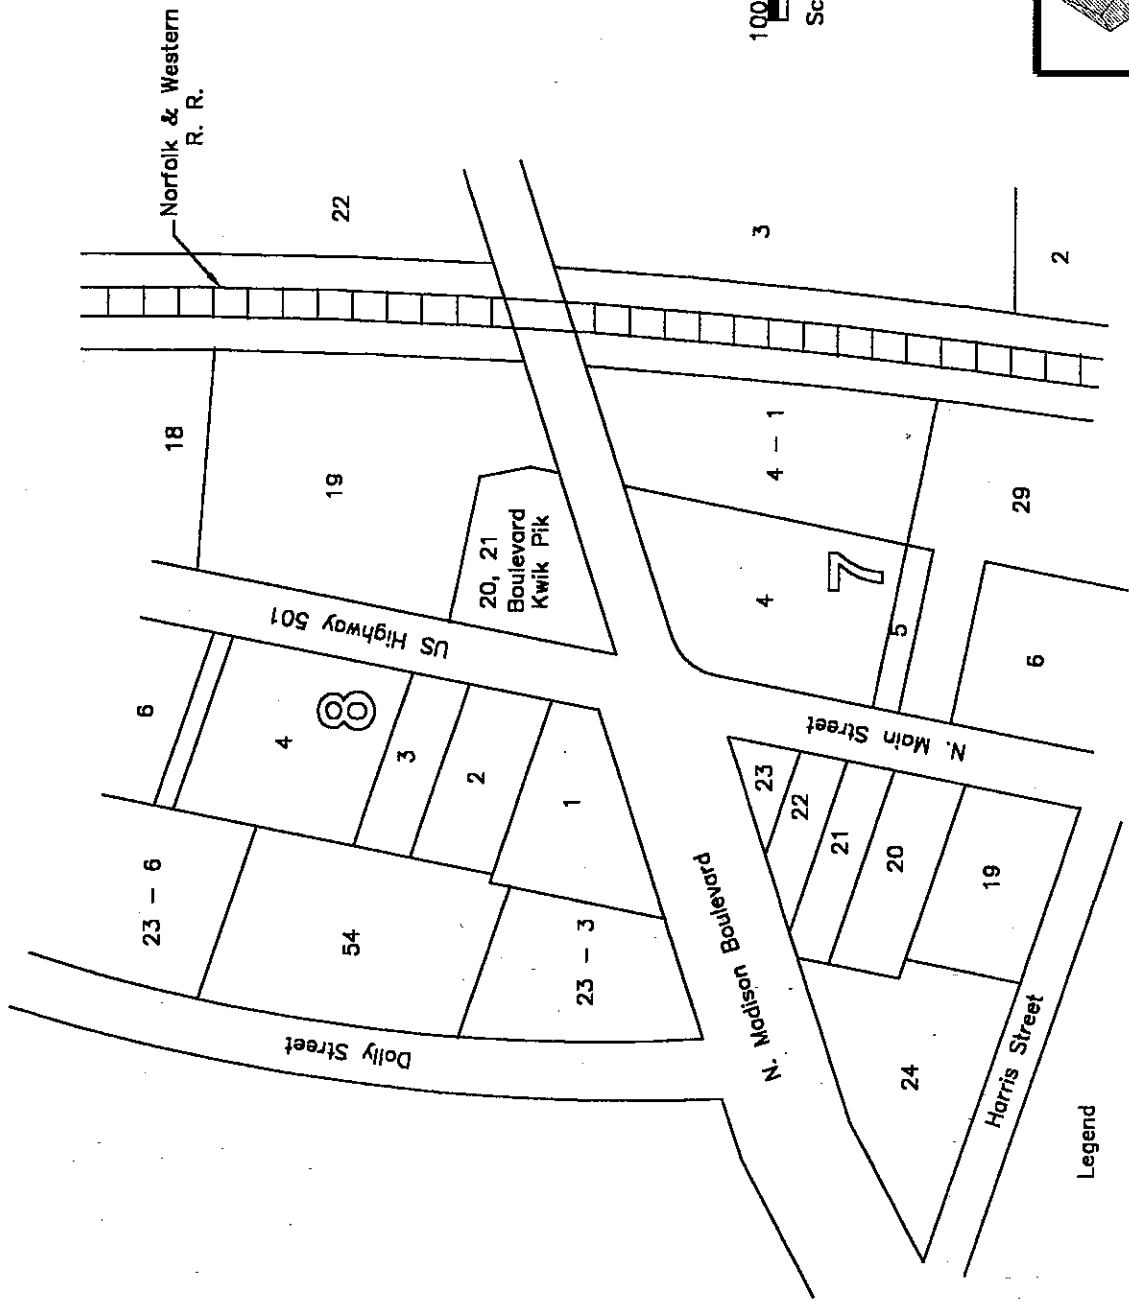 Norfolk & Western
R. R.
22
3
2
18
19
20, 21
Boulevard
Kwik Pik
US Highway 501
4 - 1
29
4
7
5
6
N. Main Street
6
4
8
3
2
1
23
22
21
20
19
23 - 6
54
23 - 3
N. Madison Boulevard
24
Dolly Street
Harris Street
Legend
100
Sc